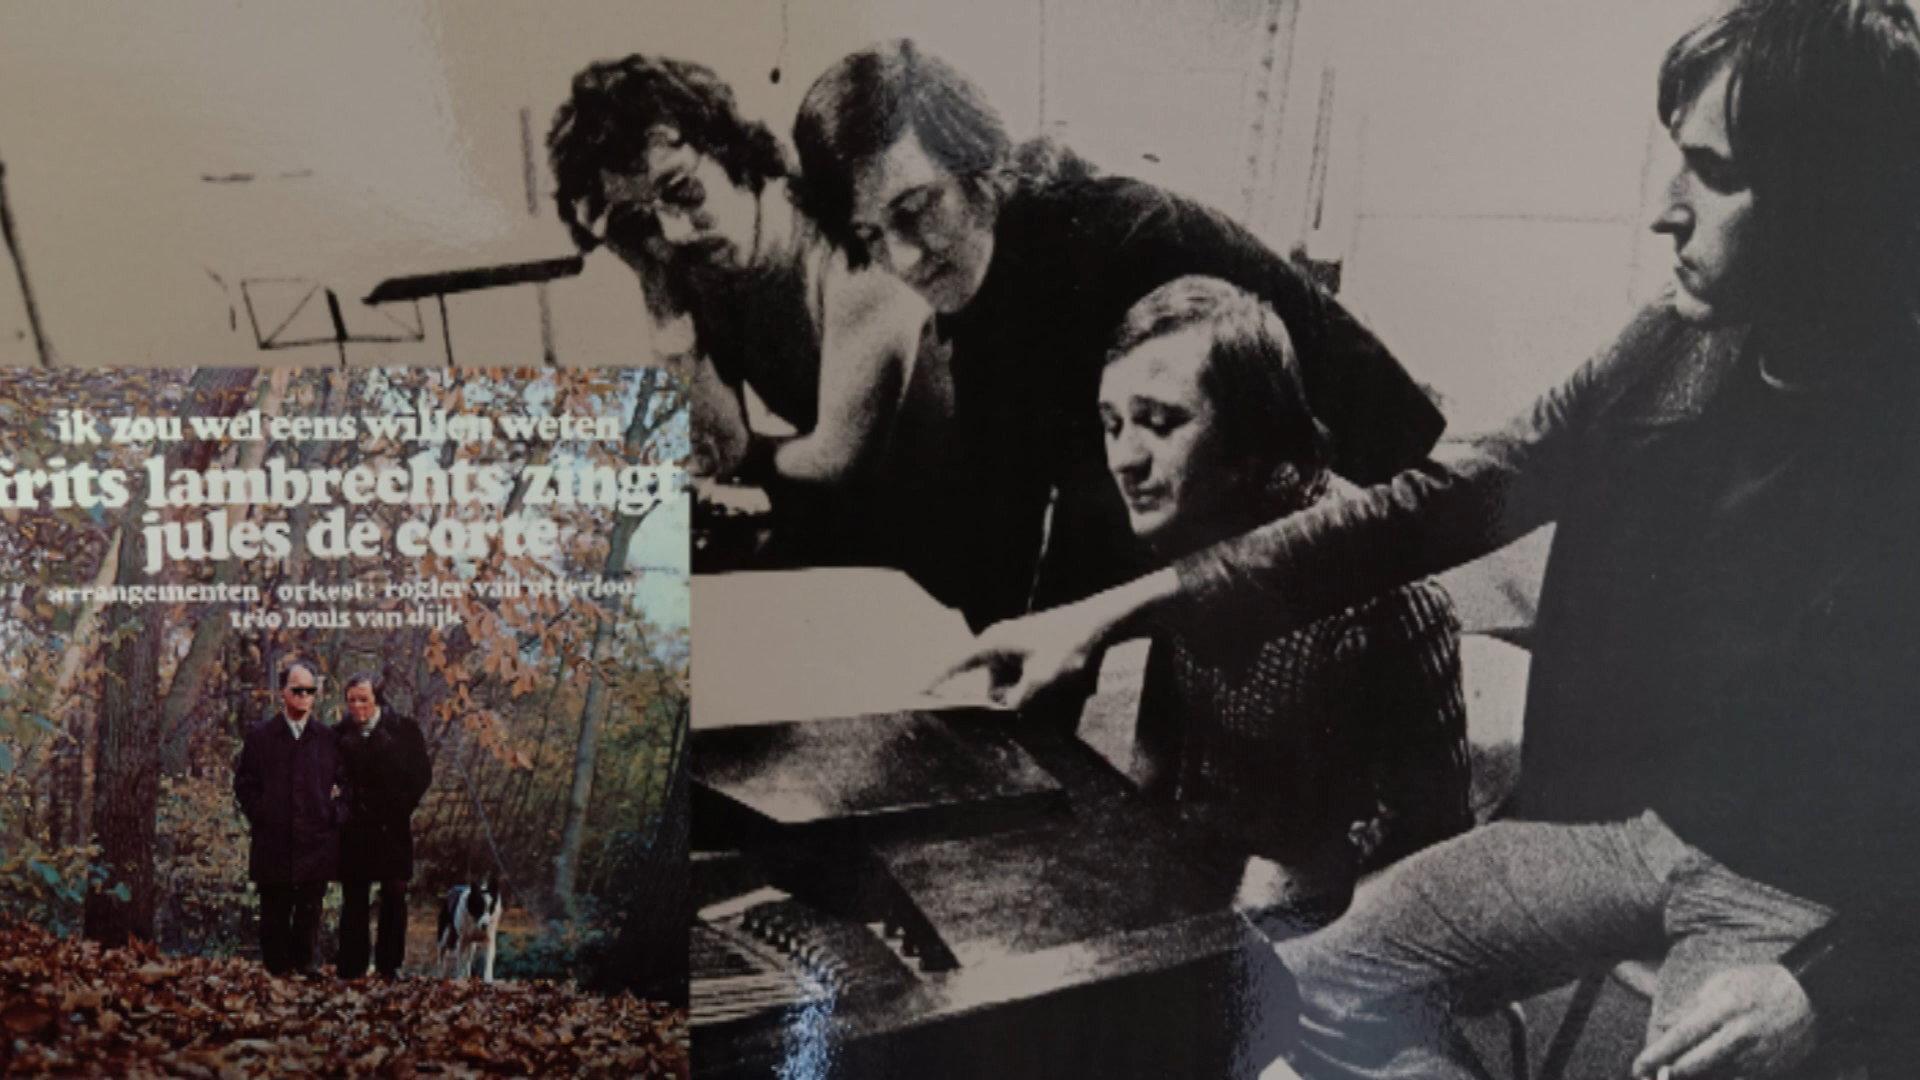 ik zou wel eens willen weten
frits lambrechts zingt
jules de corte
arrangementen orkest: rogier van otterloo
trio louis van dijk